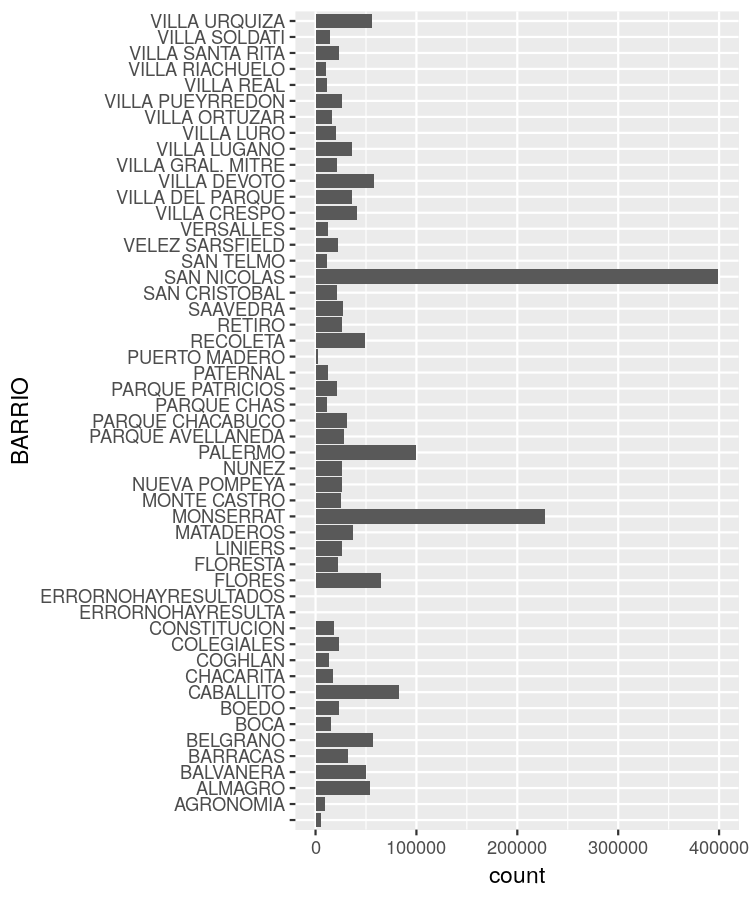 VILLA URQUIZA
VILLA SOLDATI
VILLA SANTA RITA
VILLA RIACHUELO
VILLA REAL
VILLA PUEYRREDON
VILLA ORTUZAR
VILLA LURO
VILLA LUGANO
VILLA GRAL. MITRE
VILLA DEVOTO
VILLA DEL PARQUE
VILLA CRESPO
VERSALLES
VELEZ SARSFIELD
SAN TELMO
SAN NICOLAS
SAN CRISTOBAL
SAAVEDRA
RETIRO
RECOLETA
PUERTO MADERO
PATERNAL
PARQUE PATRICIOS
PARQUE CHAS
PARQUE CHACABUCO
PARQUE AVELLANEDA
PALERMO
NUÑEZ
NUEVA POMPEYA
MONTE CASTRO
MONSERRAT
MATADEROS
LINIERS
FLORESTA
FLORES
ERRORNOHAYRESULTADOS
ERRORNOHAYRESULTA
CONSTITUCION
COLEGIALES
COGHLAN
CHACARITA
CABALLITO
BOEDO
BOCA
BELGRANO
BARRACAS
BALVANERA
ALMAGRO
AGRONOMIA
BARRIO
0 100000 200000 300000 400000
count